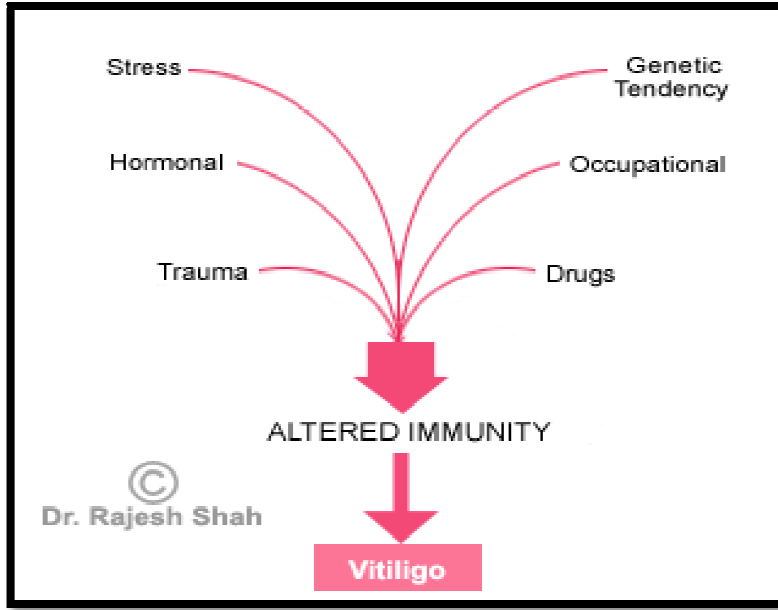 Stress
Genetic
Tendency
Hormonal
Occupational
Trauma
Drugs
ALTERED IMMUNITY
©
Dr. Rajesh Shah
Vitiligo